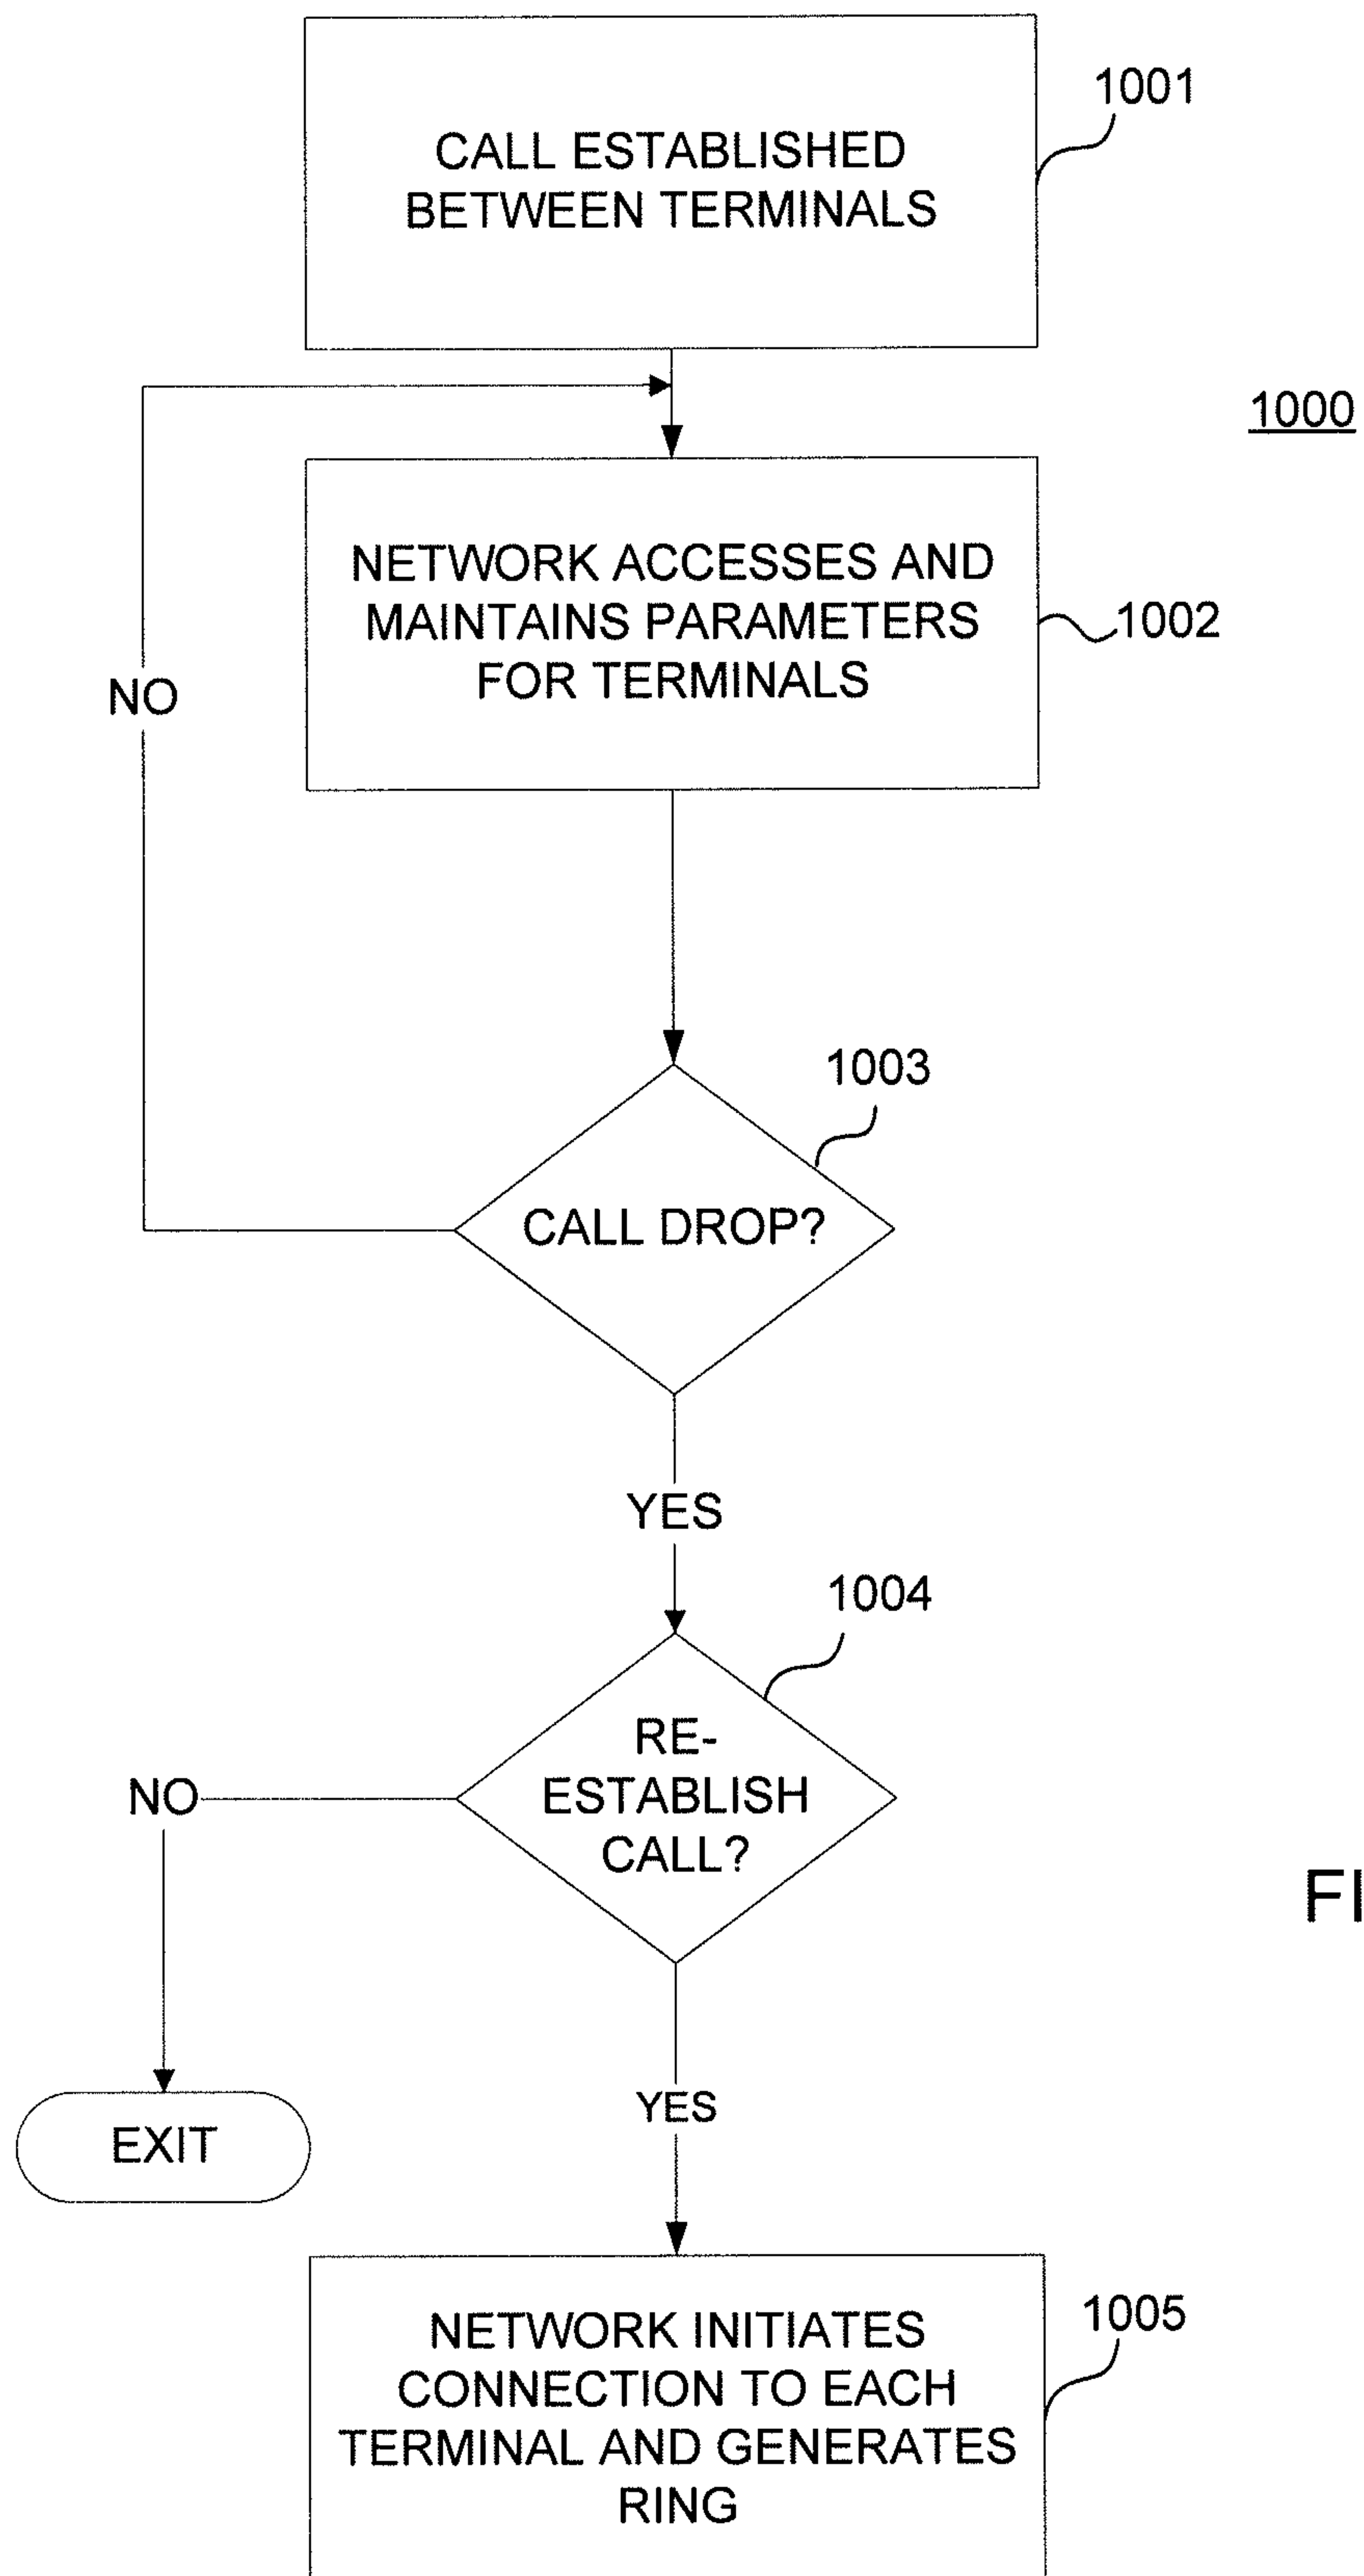 CALL ESTABLISHED
BETWEEN TERMINALS
1001
1000
NETWORK ACCESSES AND
MAINTAINS PARAMETERS
FOR TERMINALS
1002
NO
1003
CALL DROP?
YES
1004
RE-
ESTABLISH
CALL?
NO
FI
EXIT
YES
NETWORK INITIATES
CONNECTION TO EACH
TERMINAL AND GENERATES
RING
1005